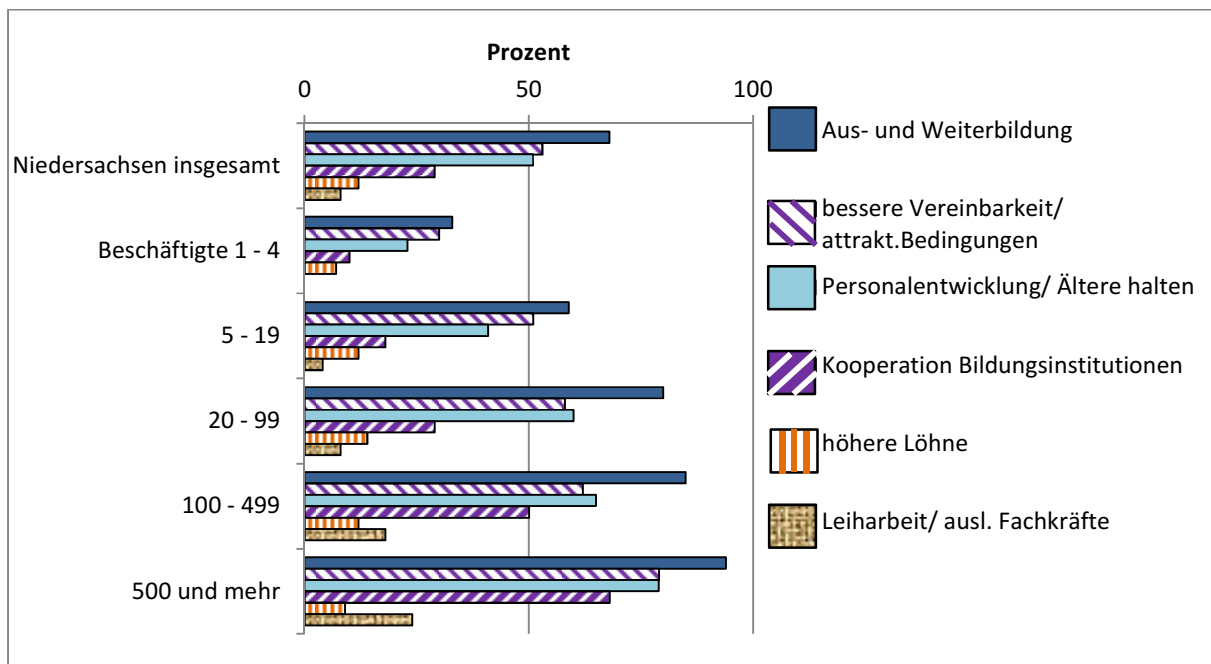 Prozent
0 50 100
Niedersachsen insgesamt
Beschäftigte 1 - 4
5 - 19
20 - 99
100 - 499
500 und mehr
Aus- und Weiterbildung
bessere Vereinbarkeit/
attrakt.Bedingungen
Personalentwicklung/ Ältere halten
Kooperation Bildungsinstitutionen
höhere Löhne
Leiharbeit/ ausl. Fachkräfte